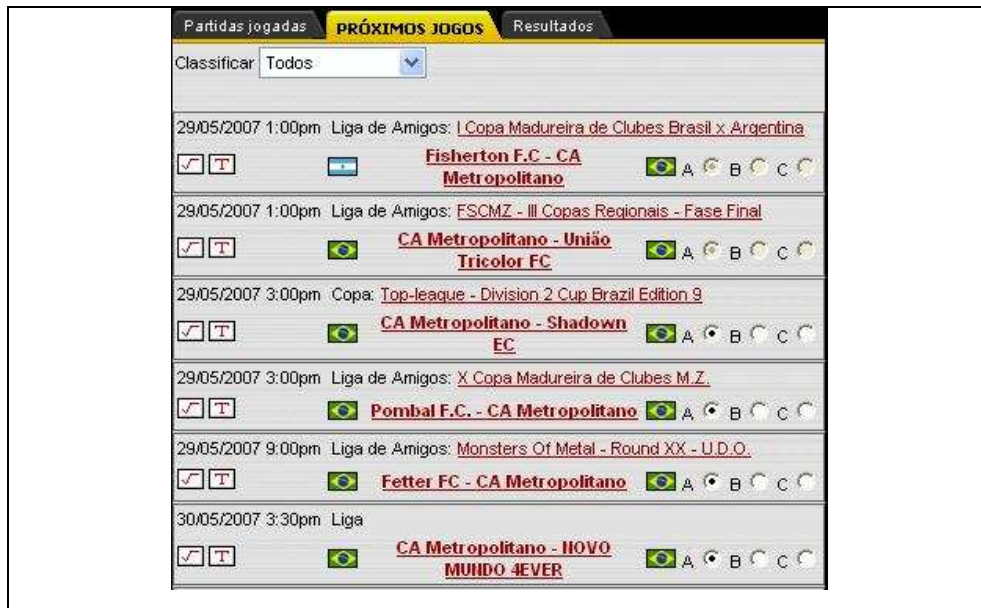 Partidas jogadas PRÓXIMOS JOGOS Resultados
Classificar Todos
29/05/2007 1:00pm Liga de Amigos: I Copa Madureira de Clubes Brasil x Argentina
T Fisherton F.C - CA A B C
Metropolitano
29/05/2007 1:00pm Liga de Amigos: FSCMZ - III Copas Regionais - Fase Final
T CA Metropolitano - União A B C
Tricolor FC
29/05/2007 3:00pm Copa: Top-league - Division 2 Cup Brazil Edition 9
T CA Metropolitano - Shadown A B C
EC
29/05/2007 3:00pm Liga de Amigos: X Copa Madureira de Clubes M.Z.
T Pombal F.C. - CA Metropolitano A B C
29/05/2007 9:00pm Liga de Amigos: Monsters Of Metal - Round XX - U.D.O.
T Fetter FC - CA Metropolitano A B C
30/05/2007 3:30pm Liga
T CA Metropolitano - NOVO A B C
MUNDO 4EVER